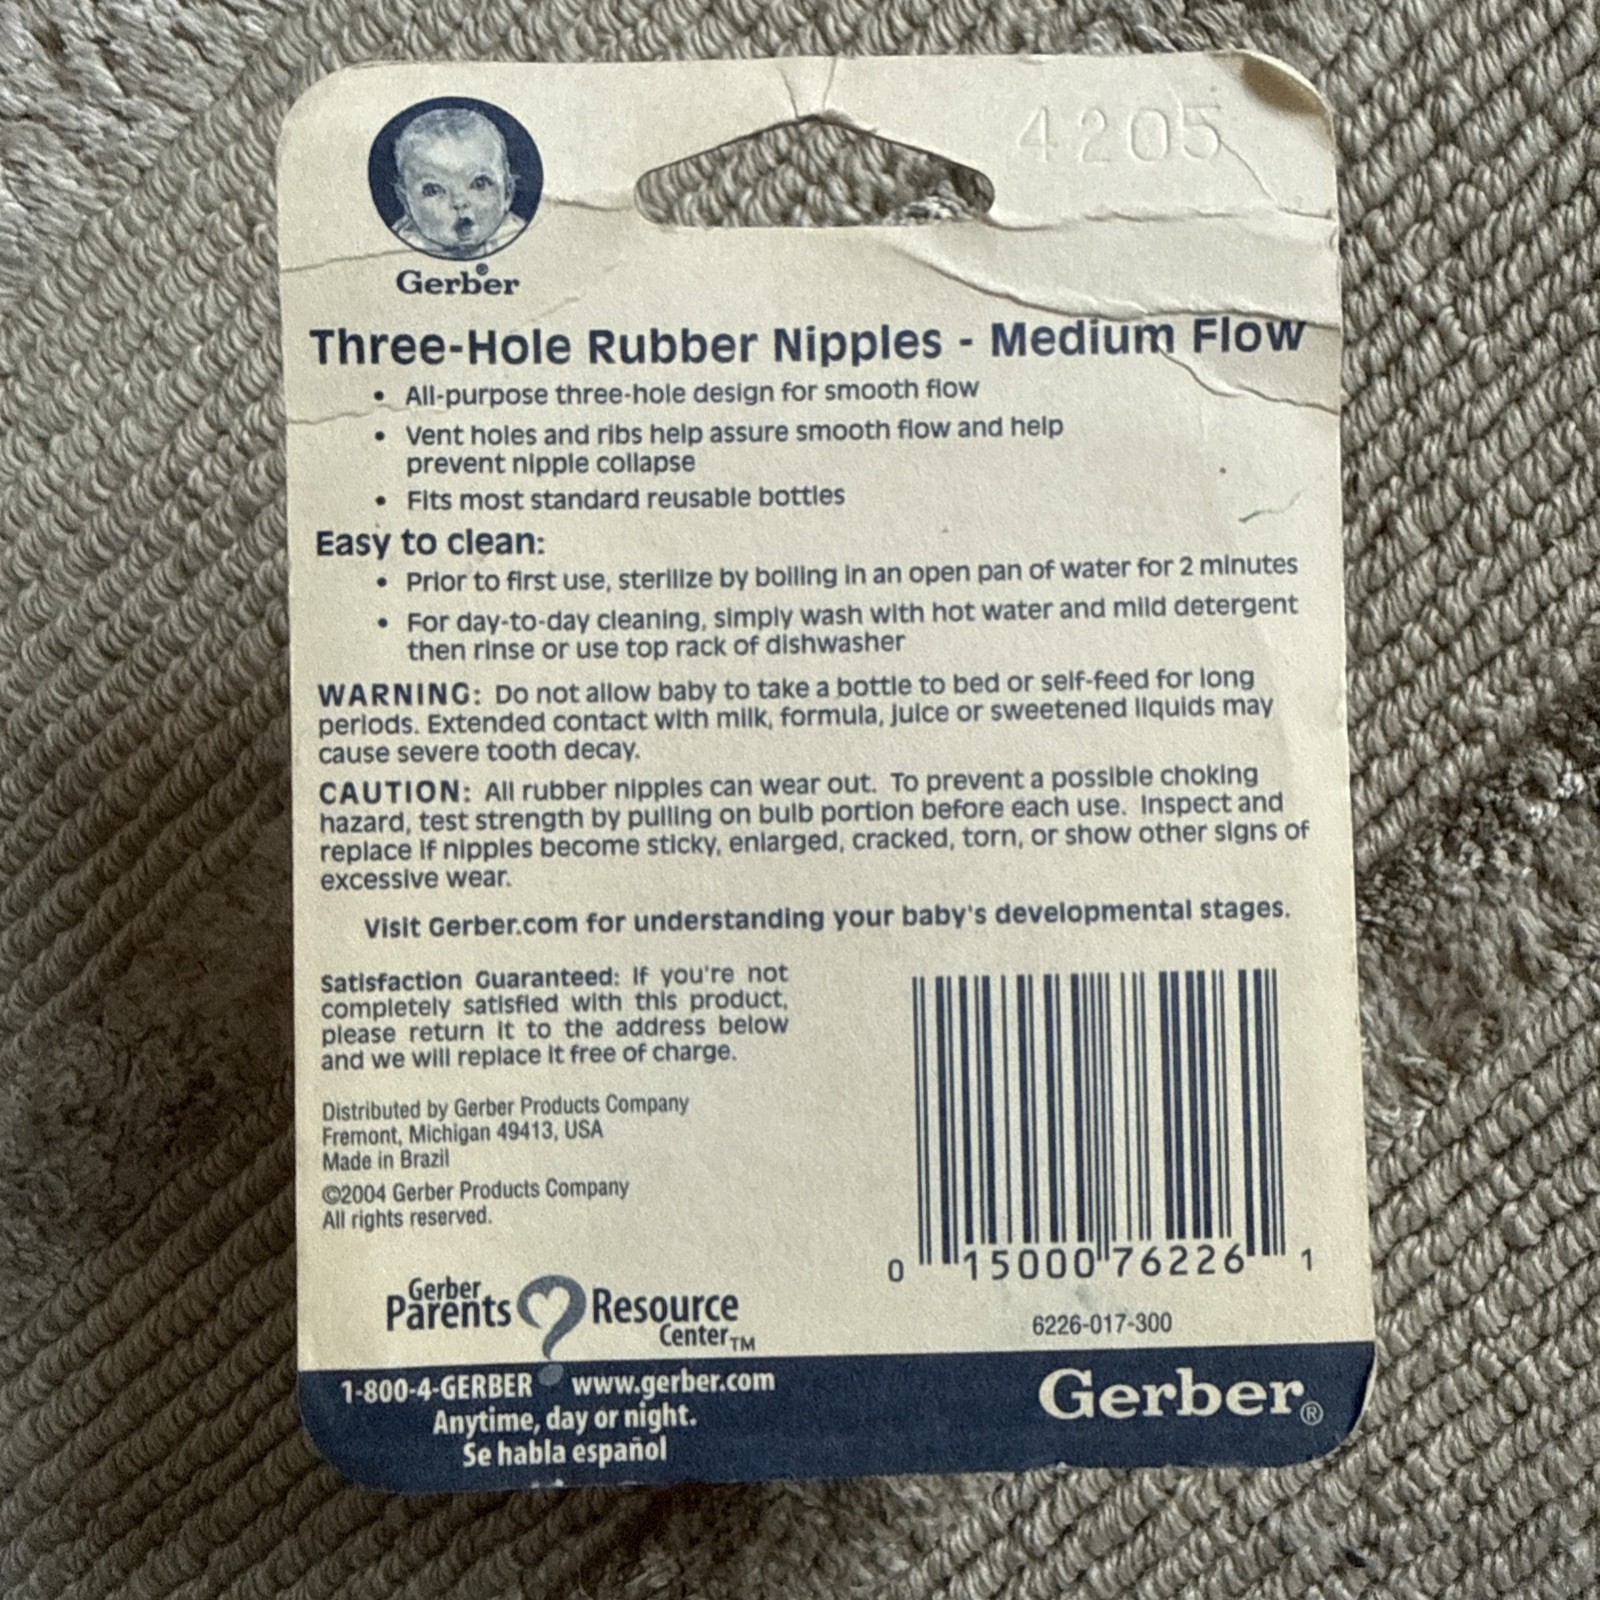 4205
Gerber®
Three-Hole Rubber Nipples - Medium Flow
• All-purpose three-hole design for smooth flow
• Vent holes and ribs help assure smooth flow and help
prevent nipple collapse
• Fits most standard reusable bottles
Easy to clean:
• Prior to first use, sterilize by boiling in an open pan of water for 2 minutes
• For day-to-day cleaning, simply wash with hot water and mild detergent
then rinse or use top rack of dishwasher
WARNING: Do not allow baby to take a bottle to bed or self-feed for long
periods. Extended contact with milk, formula, juice or sweetened liquids may
cause severe tooth decay.
CAUTION: All rubber nipples can wear out. To prevent a possible choking
hazard, test strength by pulling on bulb portion before each use. Inspect and
replace if nipples become sticky, enlarged, cracked, torn, or show other signs of
excessive wear.
Visit Gerber.com for understanding your baby's developmental stages.
Satisfaction Guaranteed: If you're not
completely satisfied with this product,
please return it to the address below
and we will replace it free of charge.
Distributed by Gerber Products Company
Fremont, Michigan 49413, USA
Made in Brazil
©2004 Gerber Products Company
All rights reserved.
0 15000 76226 1
6226-017-300
Gerber
Parents Resource
Center™
1-800-4-GERBER www.gerber.com
Anytime, day or night.
Se habla español
Gerber®